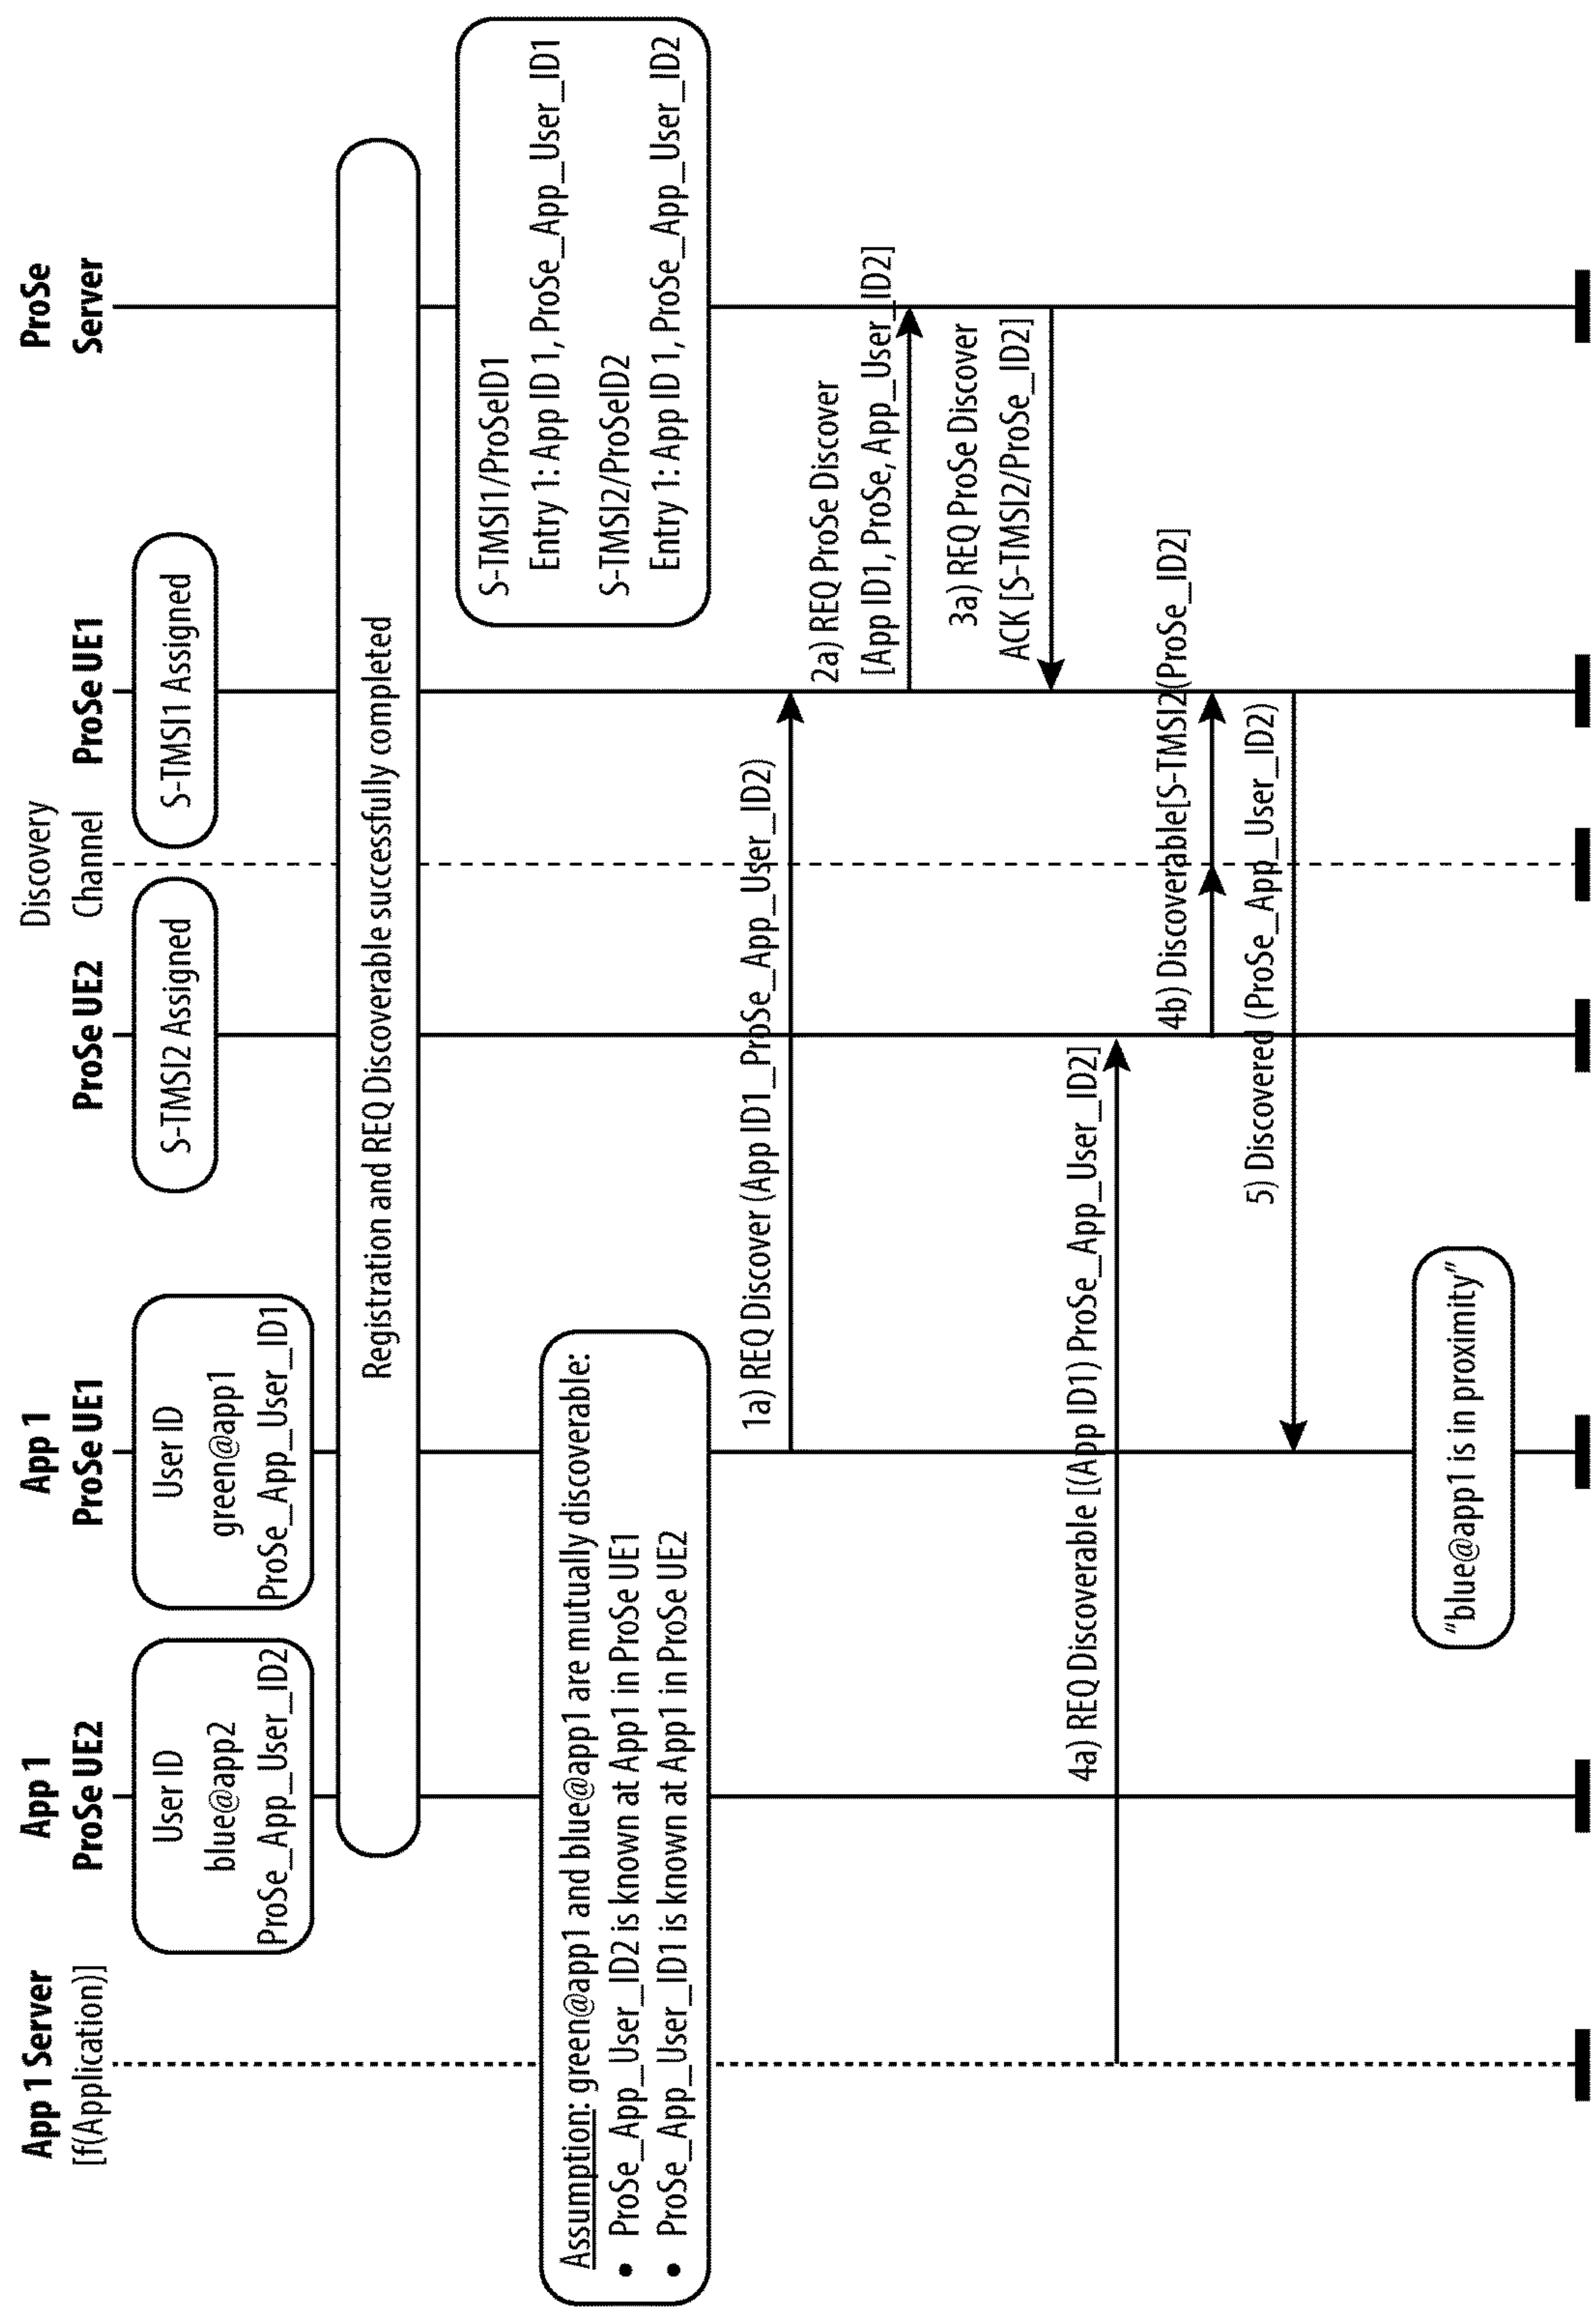 App 1 Server
[f(Application)]
App 1
ProSe UE2
App 1
ProSe UE1
ProSe UE2
Discovery
Channel
ProSe UE1
ProSe
Server
User ID
blue@app2
ProSe_App_User_ID2
User ID
green@app1
ProSe_App_User_ID1
S-TMSI2 Assigned
S-TMSI1 Assigned
Registration and REQ Discoverable successfully completed
S-TMSI1/ProSeID1
Entry 1: App ID 1, ProSe_App_User_ID1
S-TMSI2/ProSeID2
Entry 1: App ID 1, ProSe_App_User_ID2
Assumption: green@app1 and blue@app1 are mutually discoverable:
• ProSe_App_User_ID2 is known at App1 in ProSe UE1
• ProSe_App_User_ID1 is known at App1 in ProSe UE2
1a) REQ Discover (App ID1_ProSe_App_User_ID2)
2a) REQ ProSe Discover
[App ID1, ProSe, App_User_ID2]
3a) REQ ProSe Discover
ACK [S-TMSI2/ProSe_ID2]
4a) REQ Discoverable [(App ID1) ProSe_App_User_ID2]
4b) Discoverable[S-TMSI2(ProSe_ID2]
5) Discovered (ProSe_App_User_ID2)
“blue@app1 is in proximity”